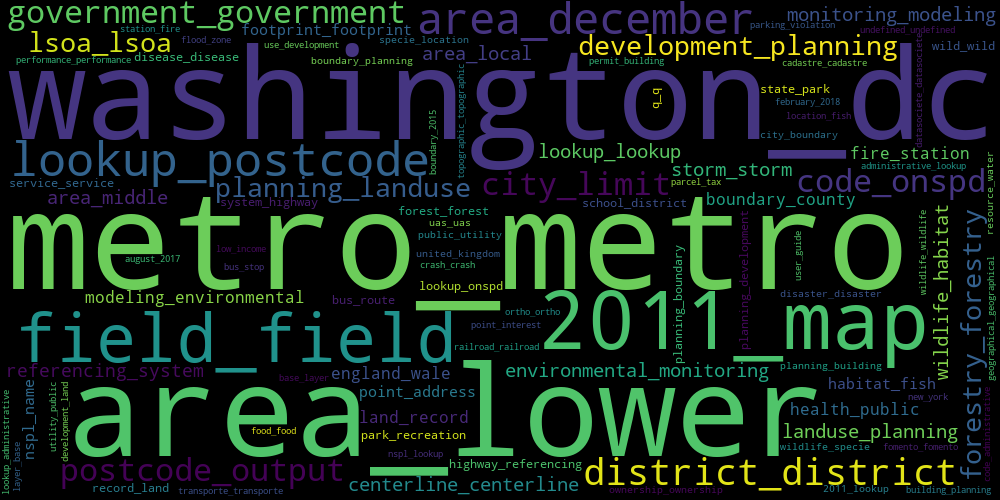 government_government
station_fire
footprint_footprint
area_december
monitoring_modeling
parking_violation
lsoa_lsoa
flood_zone
use_development
specie_location
development_planning
undefined_undefined
performance_performance
disease_disease
boundary_planning
area_local
permit_building
cadastre_cadastre
wild_wild
washington_dc
topographic_topographic
boundary_2015
q_q
state_park
february_2018
location_fish
datasociete_datasociete
city_boundary
lookup_postcode
lookup_lookup
fire_station
administrative_lookup
resource_water
service_service
planning_landuse
city_limit
storm_storm
parcel_tax
code_onspd
area_middle
system_highway
forest_forest
uas_uas
school_district
boundary_county
metro_metro
public_utility
low_income
august_2017
bus_stop
united_kingdom
crash_crash
planning_development
user_guide
wildlife_wildlife
wildlife_habitat
forestry_forestry
geographical_geographical
modeling_environmental
bus_route
lookup_onspd
planning_boundary
disaster_disaster
field_field
ortho_ortho
point_interest
railroad_railroad
2011_map
referencing_system
base_layer
england_wale
environmental_monitoring
planning_building
area_lower
point_address
habitat_fish
new_york
lookup_administrative
layer_base
nspl_name
utility_public
development_land
land_record
health_public
food_food
park_recreation
landuse_planning
code_administrative
nspl_lookup
highway_referencing
wildlife_specie
fomento_fomento
postcode_output
district_district
record_land
transporte_transporte
centerline_centerline
ownership_ownership
2011_lookup
building_planning